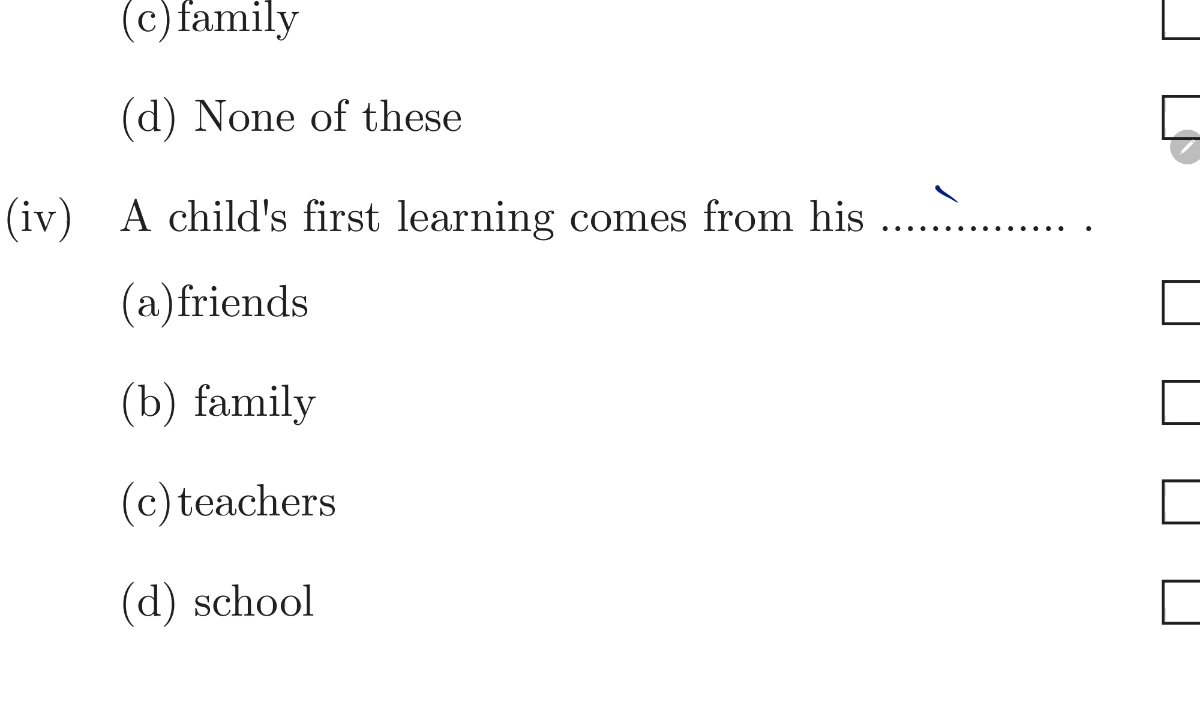 (c)family
(d) None of these
(iv) A child's first learning comes from his ............... .
(a)friends
(b) family
(c)teachers
(d) school